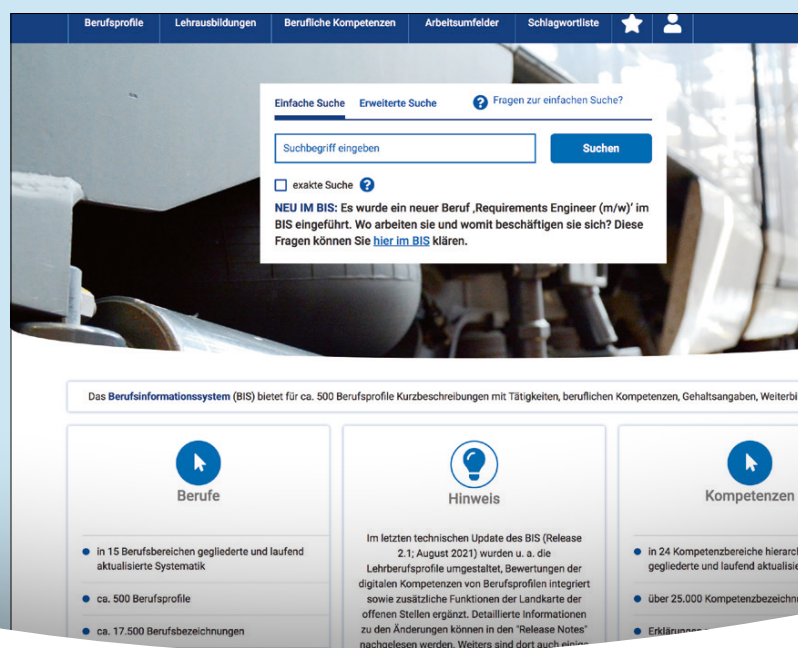 Berufsprofile Lehrausbildungen Berufliche Kompetenzen Arbeitsumfelder Schlagwortliste
Einfache Suche Erweiterte Suche ? Fragen zur einfachen Suche?
Suchbegriff eingeben Suchen
exakte Suche ?
NEU IM BIS: Es wurde ein neuer Beruf ‚Requirements Engineer (m/w)‘ im
BIS eingeführt. Wo arbeiten sie und womit beschäftigen sie sich? Diese
Fragen können Sie hier im BIS klären.
Das Berufsinformationssystem (BIS) bietet für ca. 500 Berufsprofile Kurzbeschreibungen mit Tätigkeiten, beruflichen Kompetenzen, Gehaltsangaben, Weiterbi
Berufe
in 15 Berufsbereichen gegliederte und laufend
aktualisierte Systematik
ca. 500 Berufsprofile
ca. 17.500 Berufsbezeichnungen
Hinweis
Im letzten technischen Update des BIS (Release
2.1; August 2021) wurden u. a. die
Lehrberufsprofile umgestaltet, Bewertungen der
digitalen Kompetenzen von Berufsprofilen integriert
sowie zusätzliche Funktionen der Landkarte der
offenen Stellen ergänzt. Detaillierte Informationen
zu den Änderungen können in den "Release Notes"
nachgelesen werden. Weiters sind dort auch einige
Kompetenzen
in 24 Kompetenzbereiche hierarch
gegliederte und laufend aktualisie
über 25.000 Kompetenzbezeichnu
Erklärungen